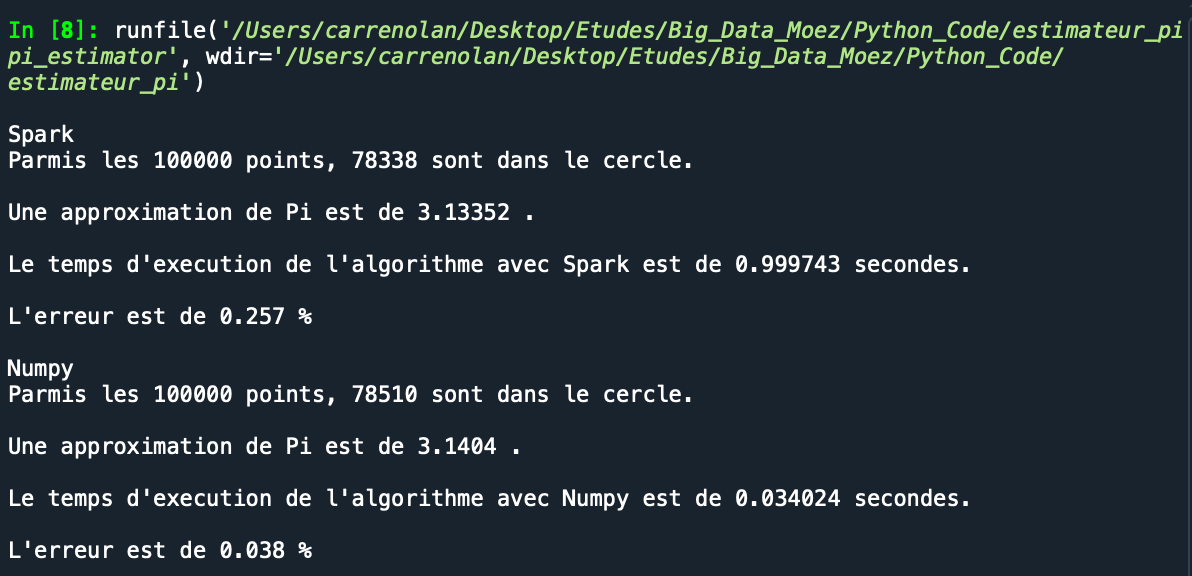 In [8]: runfile('/Users/carrenolan/Desktop/Etudes/Big_Data_Moez/Python_Code/estimateur_pi
pi_estimator', wdir='/Users/carrenolan/Desktop/Etudes/Big_Data_Moez/Python_Code/
estimateur_pi')
Spark
Parmis les 100000 points, 78338 sont dans le cercle.
Une approximation de Pi est de 3.13352 .
Le temps d'execution de l'algorithme avec Spark est de 0.999743 secondes.
L'erreur est de 0.257 %
Numpy
Parmis les 100000 points, 78510 sont dans le cercle.
Une approximation de Pi est de 3.1404 .
Le temps d'execution de l'algorithme avec Numpy est de 0.034024 secondes.
L'erreur est de 0.038 %